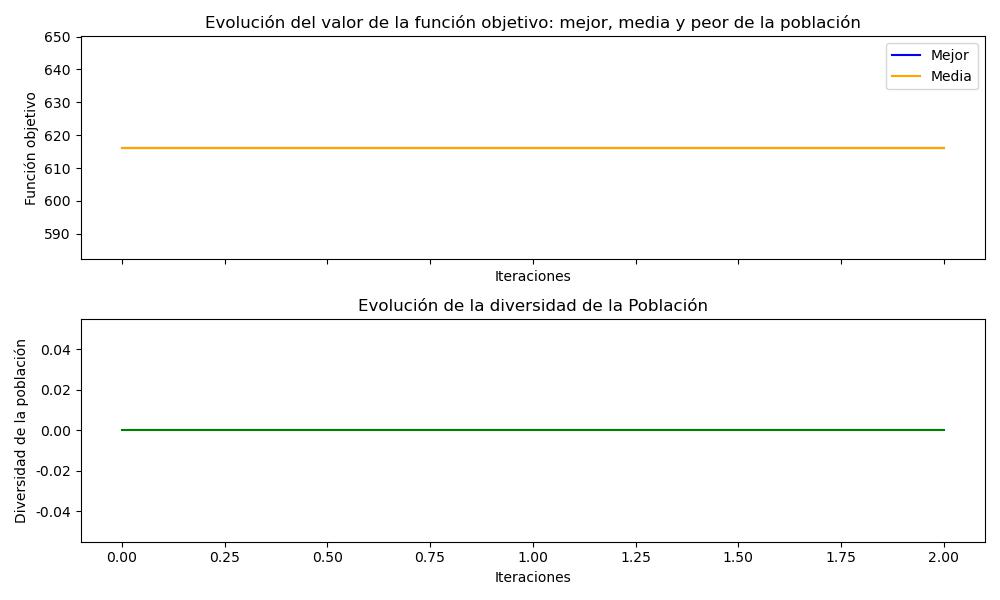 Evolución del valor de la función objetivo: mejor, media y peor de la población
650
640
630
620
610
600
590
Función objetivo
Mejor
Media
Iteraciones
Evolución de la diversidad de la Población
0.04
0.02
0.00
-0.02
-0.04
Diversidad de la población
0.00 0.25 0.50 0.75 1.00 1.25 1.50 1.75 2.00
Iteraciones